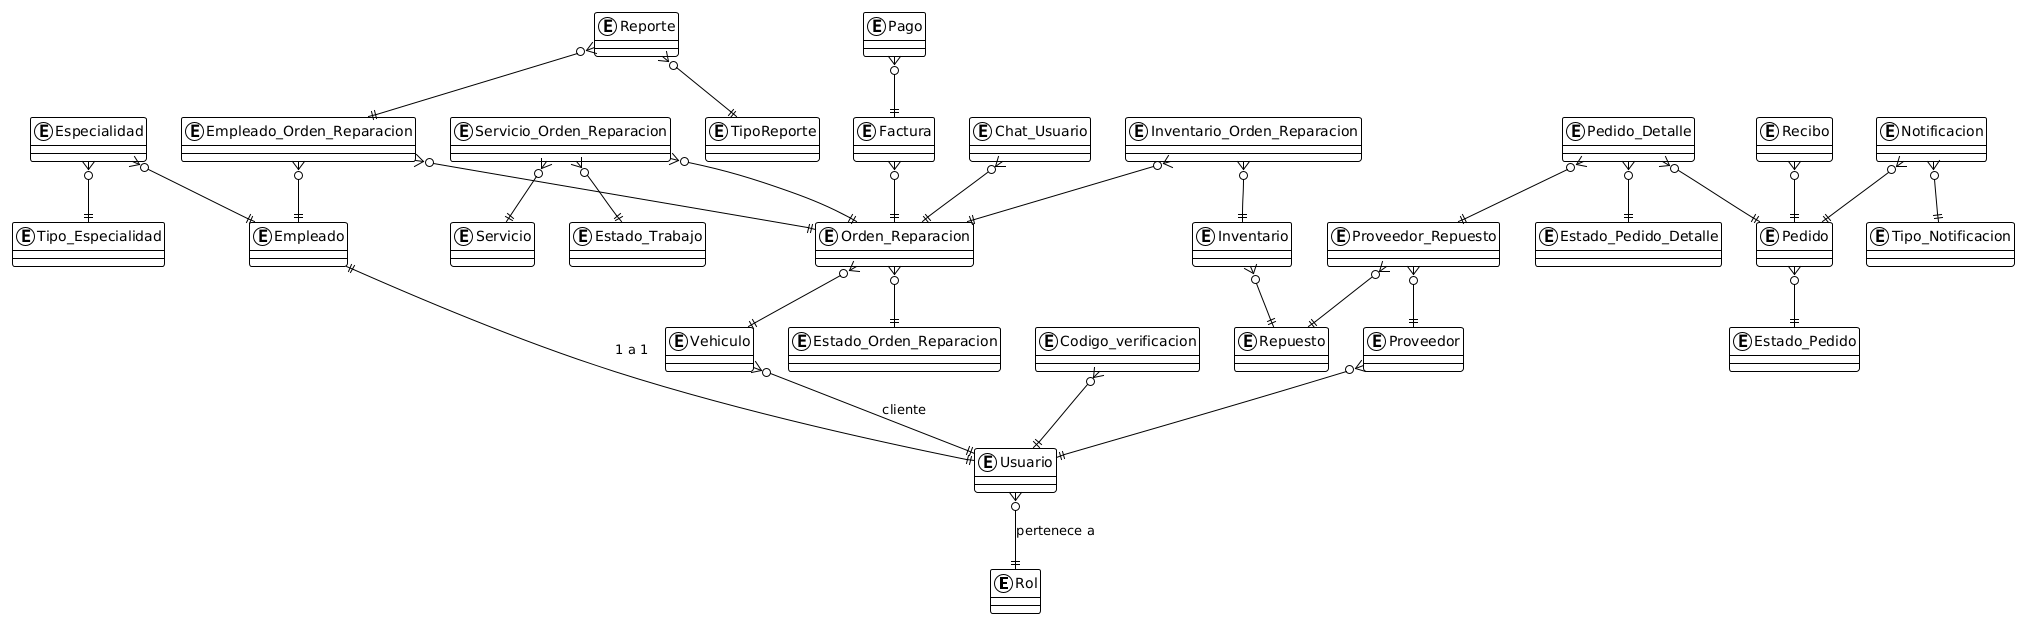 E Reporte
E Pago
E Especialidad
E Empleado_Orden_Reparacion
E Servicio_Orden_Reparacion
E TipoReporte
E Factura
E Chat_Usuario
E Inventario_Orden_Reparacion
E Pedido_Detalle
E Recibo
E Notificacion
E Tipo_Especialidad
E Empleado
E Servicio
E Estado_Trabajo
E Orden_Reparacion
E Inventario
E Proveedor_Repuesto
E Estado_Pedido_Detalle
E Pedido
E Tipo_Notificacion
1 a 1
E Vehiculo
E Estado_Orden_Reparacion
E Codigo_verificacion
E Repuesto
E Proveedor
E Estado_Pedido
cliente
E Usuario
pertenece a
E Rol